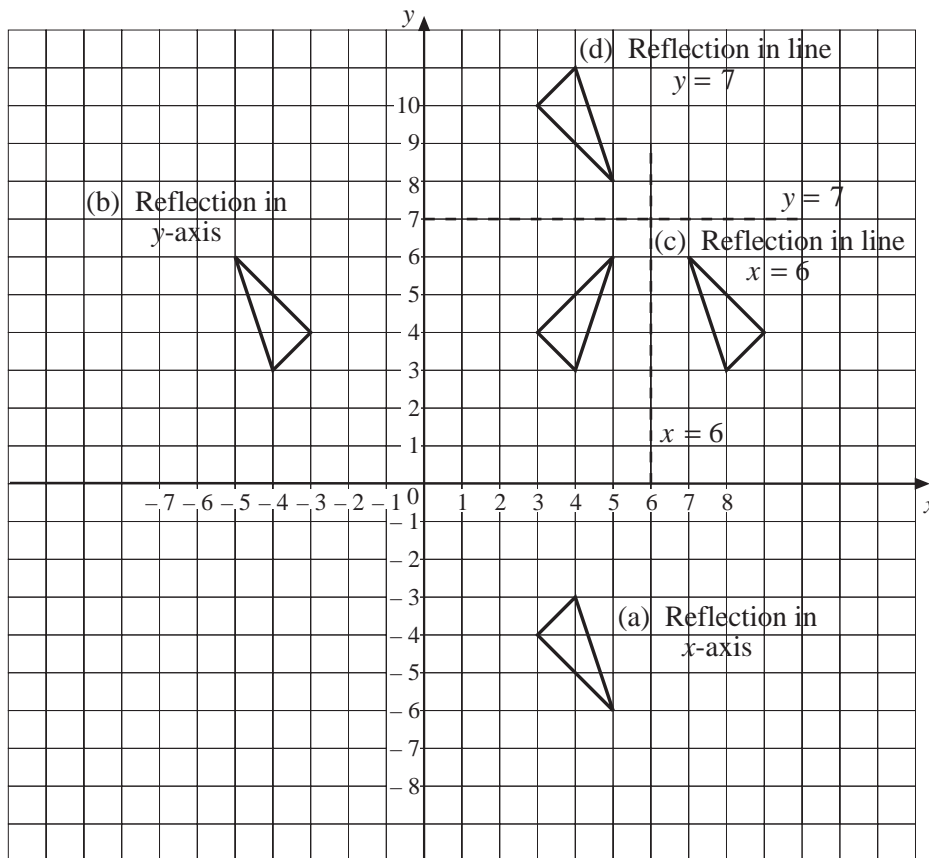 y
(d) Reflection in line
y = 7
10
9
8
(b) Reflection in
y-axis
7
y = 7
(c) Reflection in line
x = 6
6
5
4
3
2
1
x = 6
0
– 7 – 6 – 5 – 4 – 3 – 2 – 1
1 2 3 4 5 6 7 8
x
– 1
– 2
– 3
(a) Reflection in
x-axis
– 4
– 5
– 6
– 7
– 8